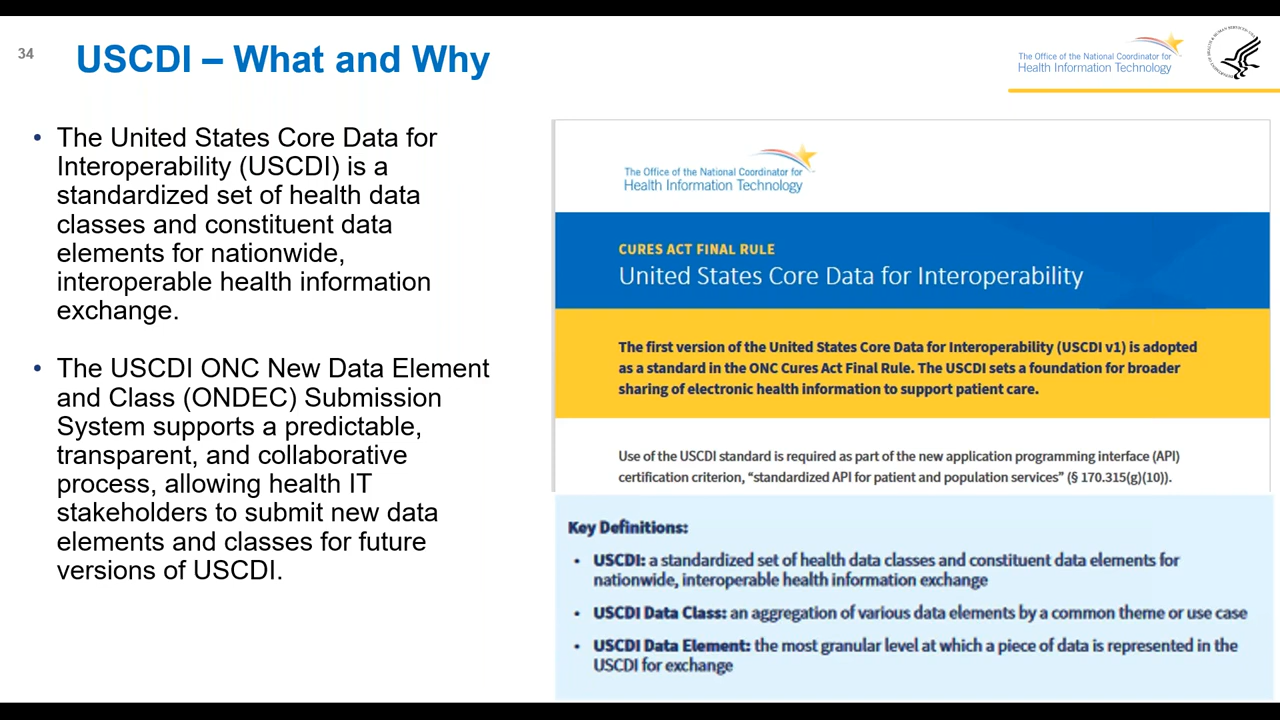 34
USCDI – What and Why
The Office of the National Coordinator for
Health Information Technology
• The United States Core Data for
Interoperability (USCDI) is a
standardized set of health data
classes and constituent data
elements for nationwide,
interoperable health information
exchange.
• The USCDI ONC New Data Element
and Class (ONDEC) Submission
System supports a predictable,
transparent, and collaborative
process, allowing health IT
stakeholders to submit new data
elements and classes for future
versions of USCDI.
The Office of the National Coordinator for
Health Information Technology
CURES ACT FINAL RULE
United States Core Data for Interoperability
The first version of the United States Core Data for Interoperability (USCDI v1) is adopted
as a standard in the ONC Cures Act Final Rule. The USCDI sets a foundation for broader
sharing of electronic health information to support patient care.
Use of the USCDI standard is required as part of the new application programming interface (API)
certification criterion, “standardized API for patient and population services” (§ 170.315(g)(10)).
Key Definitions:
• USCDI: a standardized set of health data classes and constituent data elements for
nationwide, interoperable health information exchange
• USCDI Data Class: an aggregation of various data elements by a common theme or use case
• USCDI Data Element: the most granular level at which a piece of data is represented in the
USCDI for exchange